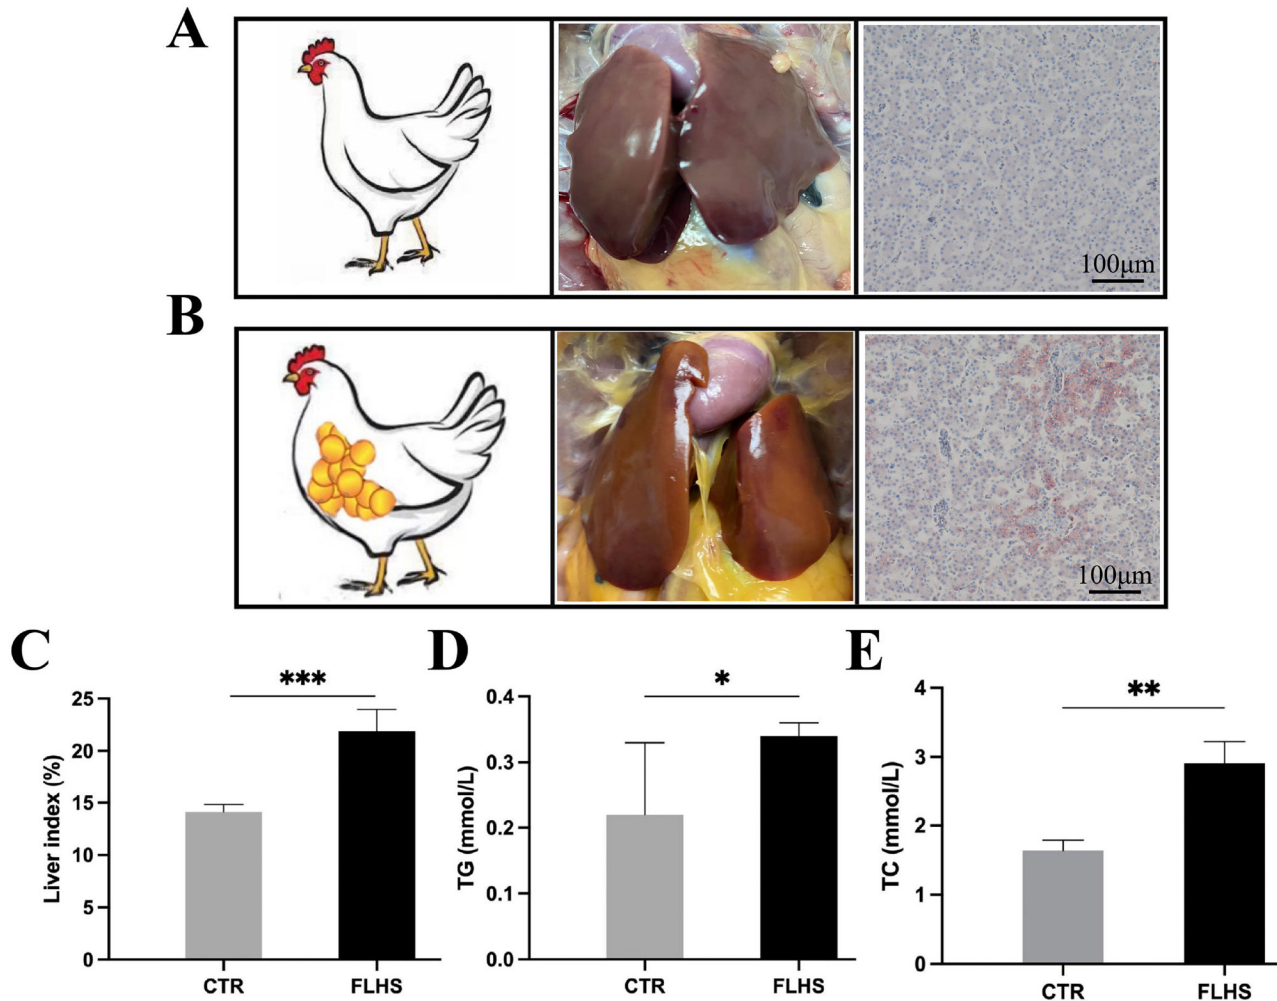 A
100μm
B
100μm
C
***
Liver index (%)
25
20
15
10
5
0
CTR
FLHS
D
*
TG (mmol/L)
0.4
0.3
0.2
0.1
0.0
CTR
FLHS
E
**
TC (mmol/L)
4
3
2
1
0
CTR
FLHS